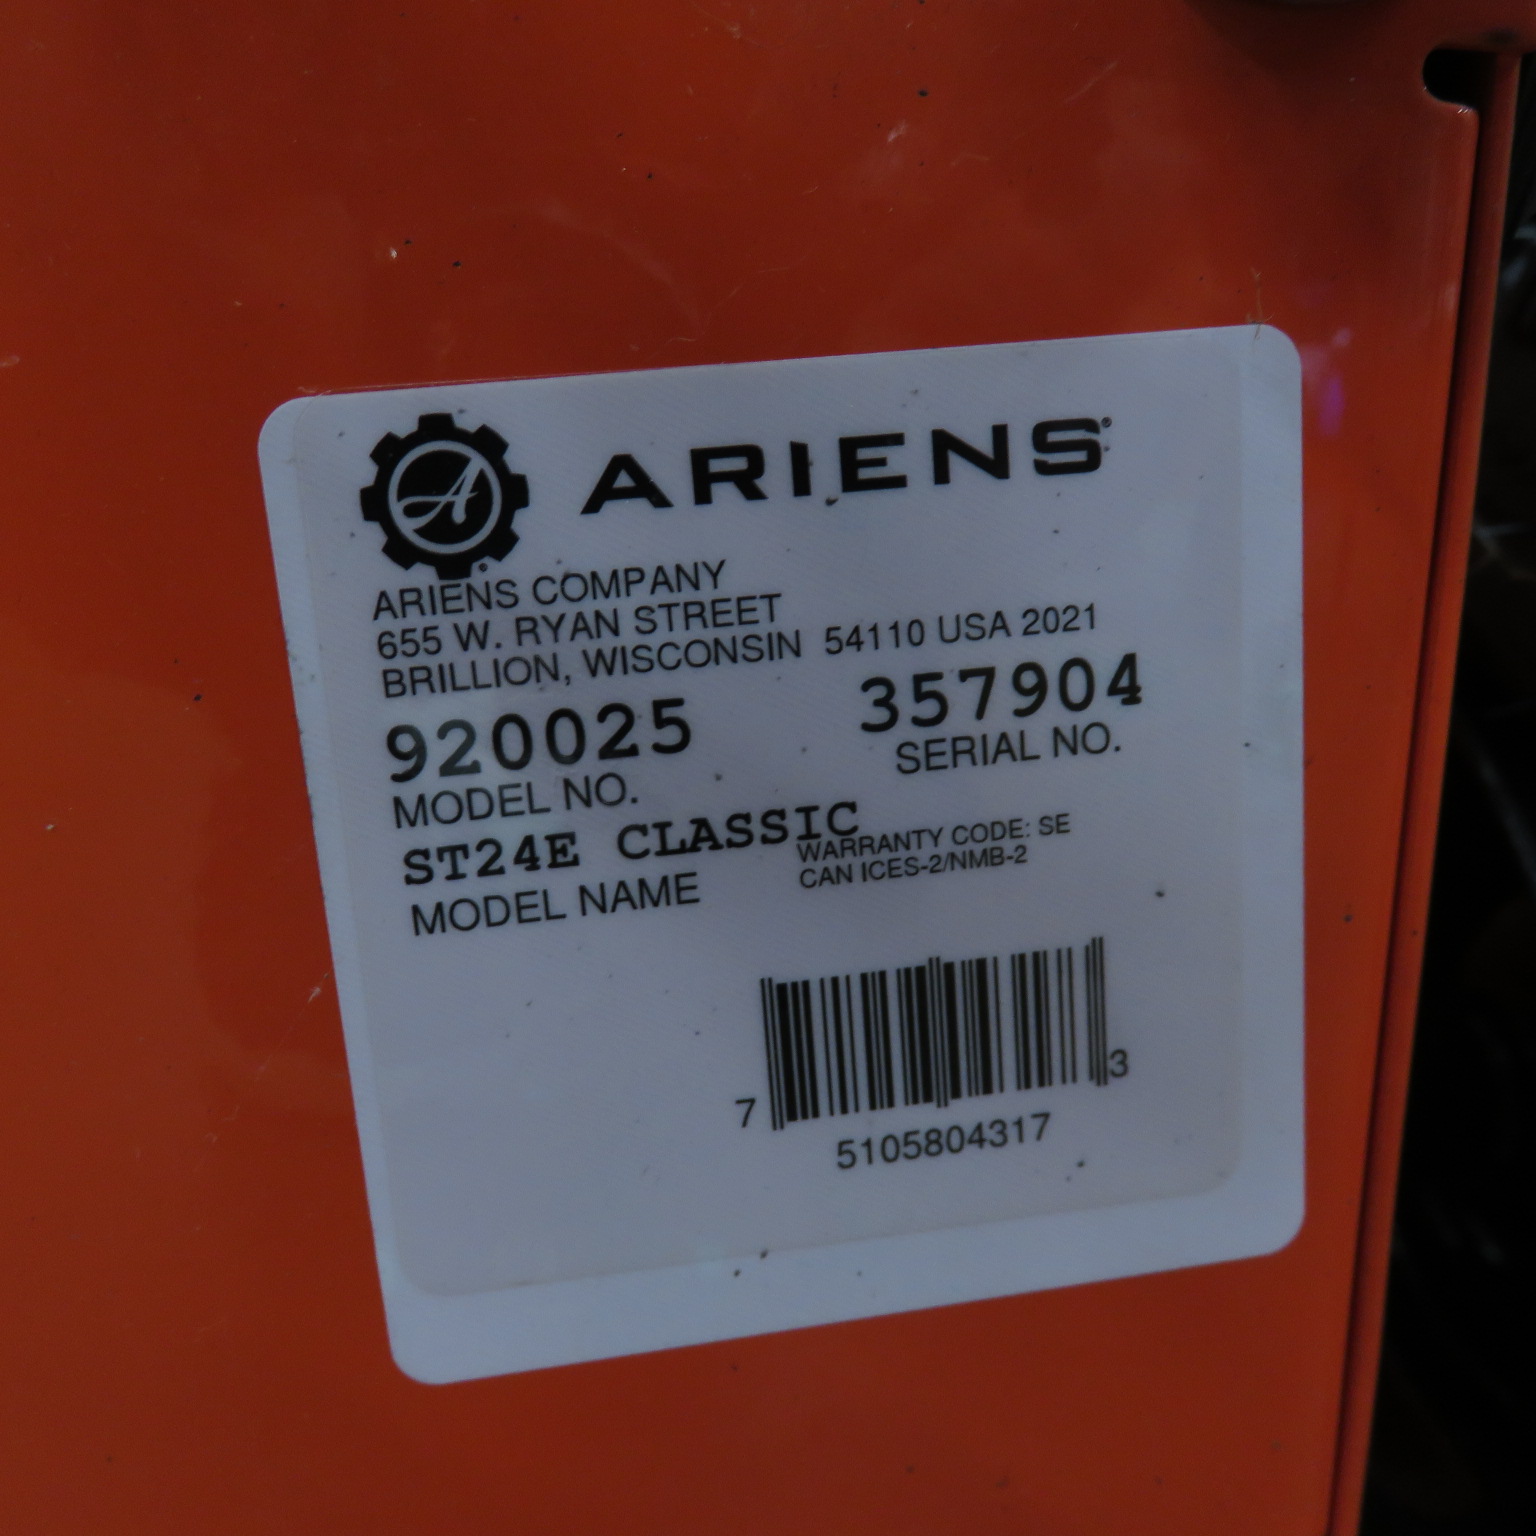 A
ARIENS®
ARIENS COMPANY
655 W. RYAN STREET
BRILLION, WISCONSIN 54110 USA 2021
920025 357904
MODEL NO. SERIAL NO.
ST24E CLASSIC
MODEL NAME
WARRANTY CODE: SE
CAN ICES-2/NMB-2
7 5105804317 3